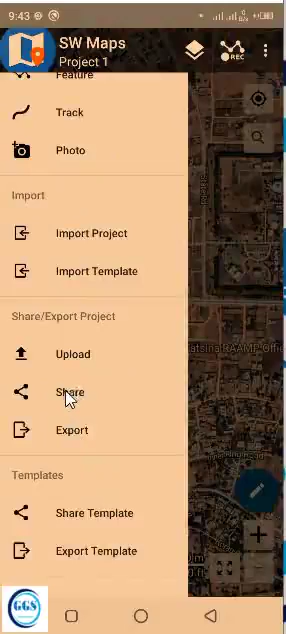 9:43
SW Maps
Project 1
REC
Feature
Track
Photo
Import
Import Project
Import Template
Share/Export Project
Upload
Share
Export
Templates
Share Template
Export Template
GGS